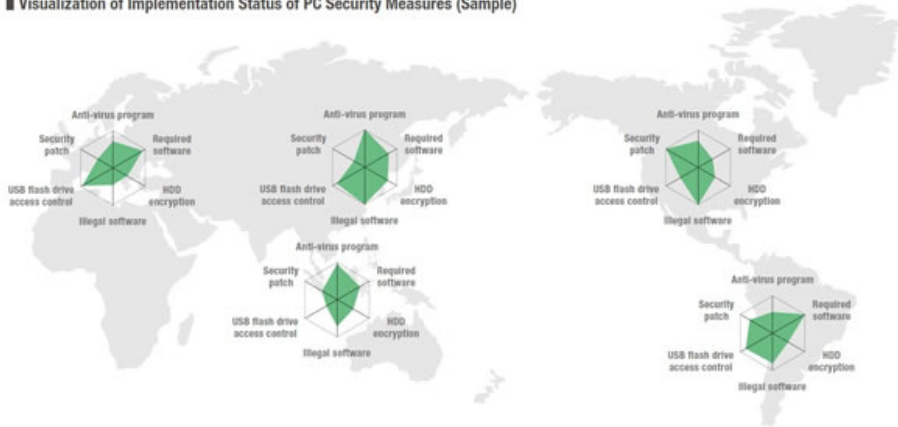 ■ Visualization of Implementation Status of PC Security Measures (Sample)
Anti-virus program
Security
patch
Required
software
USB flash drive
access control
HDD
encryption
Illegal software
Anti-virus program
Security
patch
Required
software
USB flash drive
access control
HDD
encryption
Illegal software
Anti-virus program
Security
patch
Required
software
USB flash drive
access control
HDD
encryption
Illegal software
Anti-virus program
Security
patch
Required
software
USB flash drive
access control
HDD
encryption
Illegal software
Anti-virus program
Security
patch
Required
software
USB flash drive
access control
HDD
encryption
Illegal software